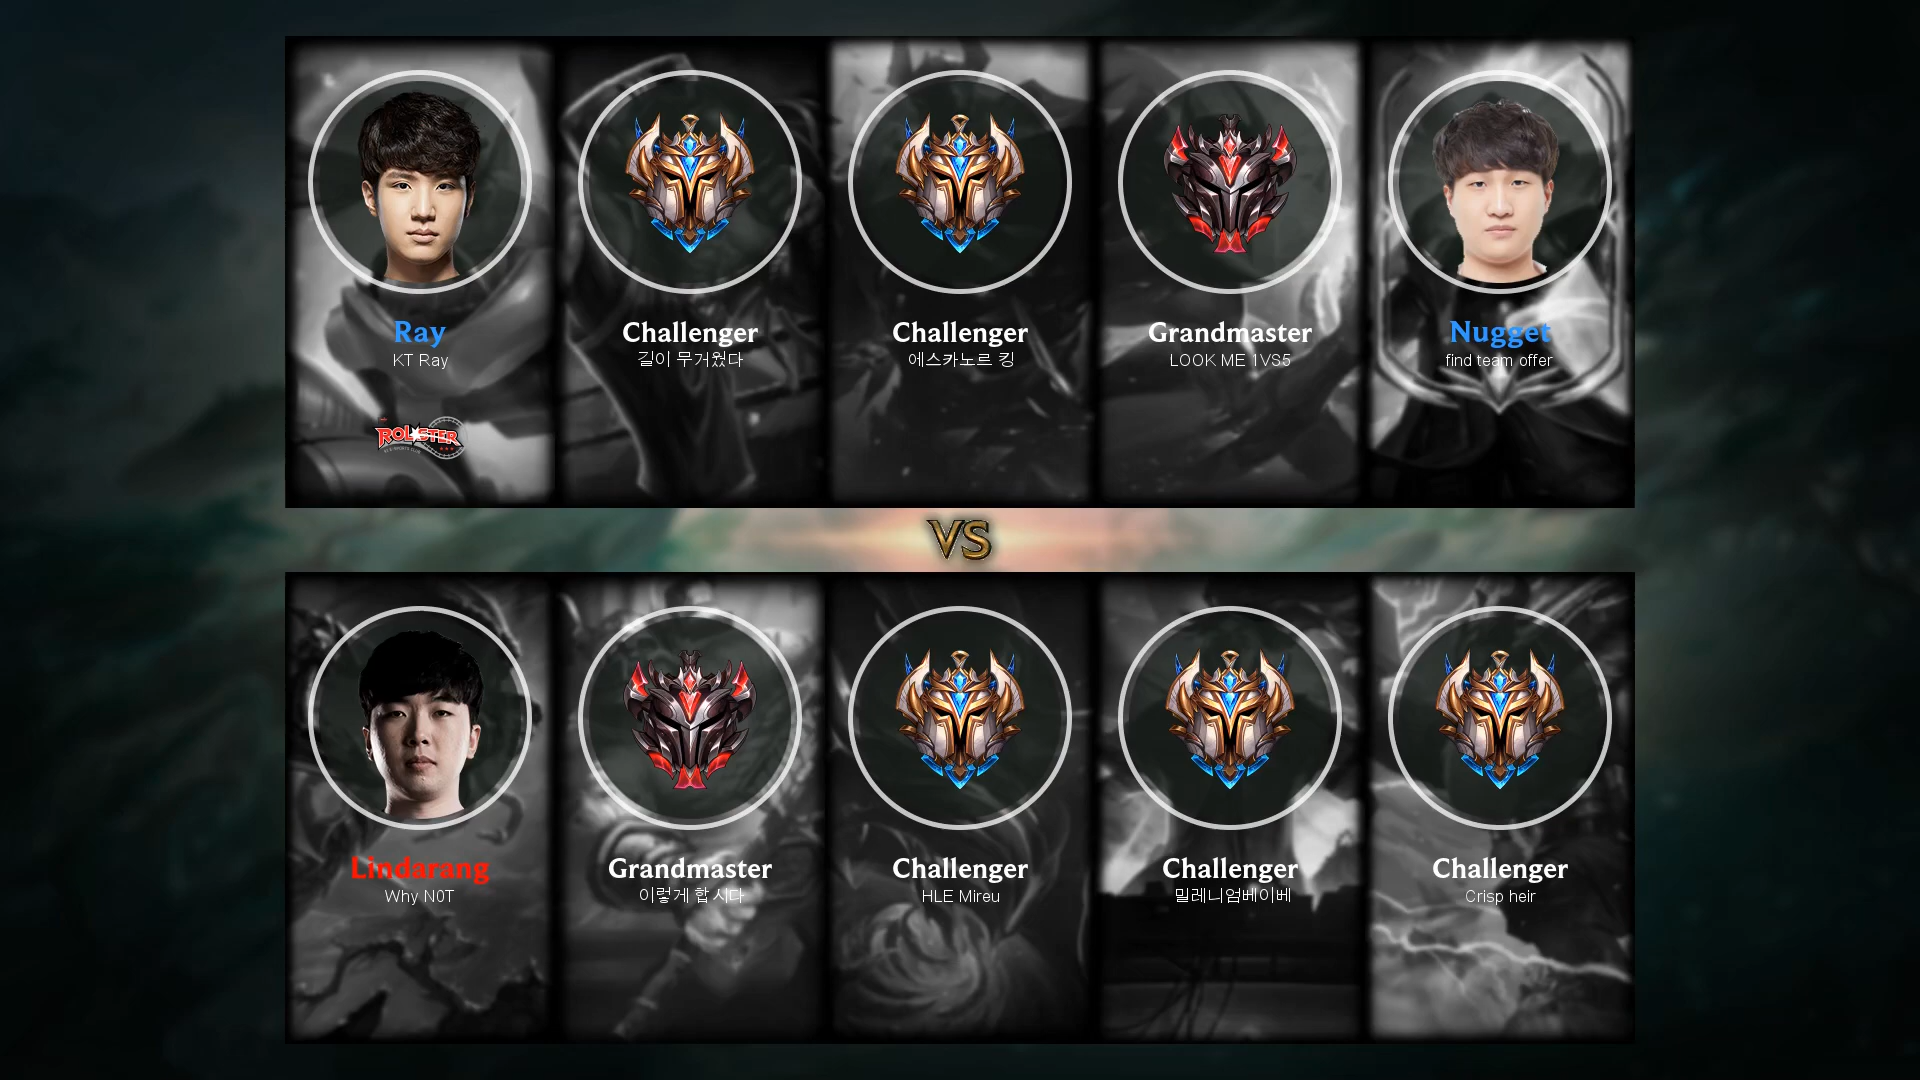 Ray
KT Ray
ROLSTER
Challenger
길이 무거웠다
Challenger
에스카노르 킹
Grandmaster
LOOK ME 1VS5
Nugget
find team offer
VS
Lindarang
Why N0T
Grandmaster
이렇게 합시다
Challenger
HLE Mireu
Challenger
밀레니엄베이베
Challenger
Crisp heir